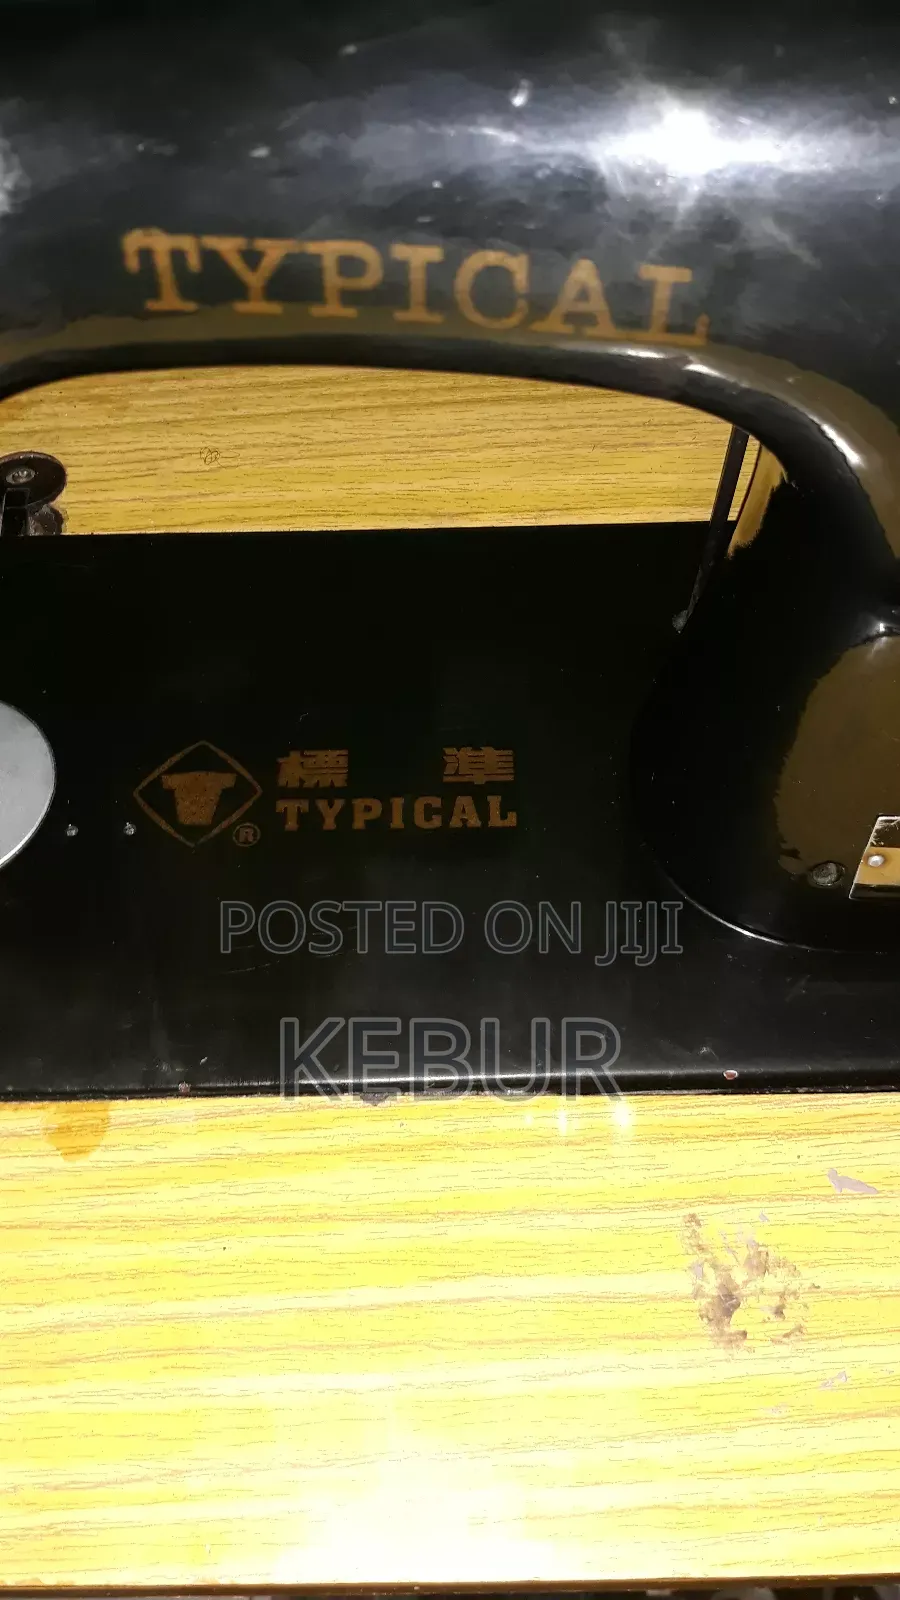 TYPICAL
標 準
TYPICAL
®
POSTED ON JIJI
KEBUR